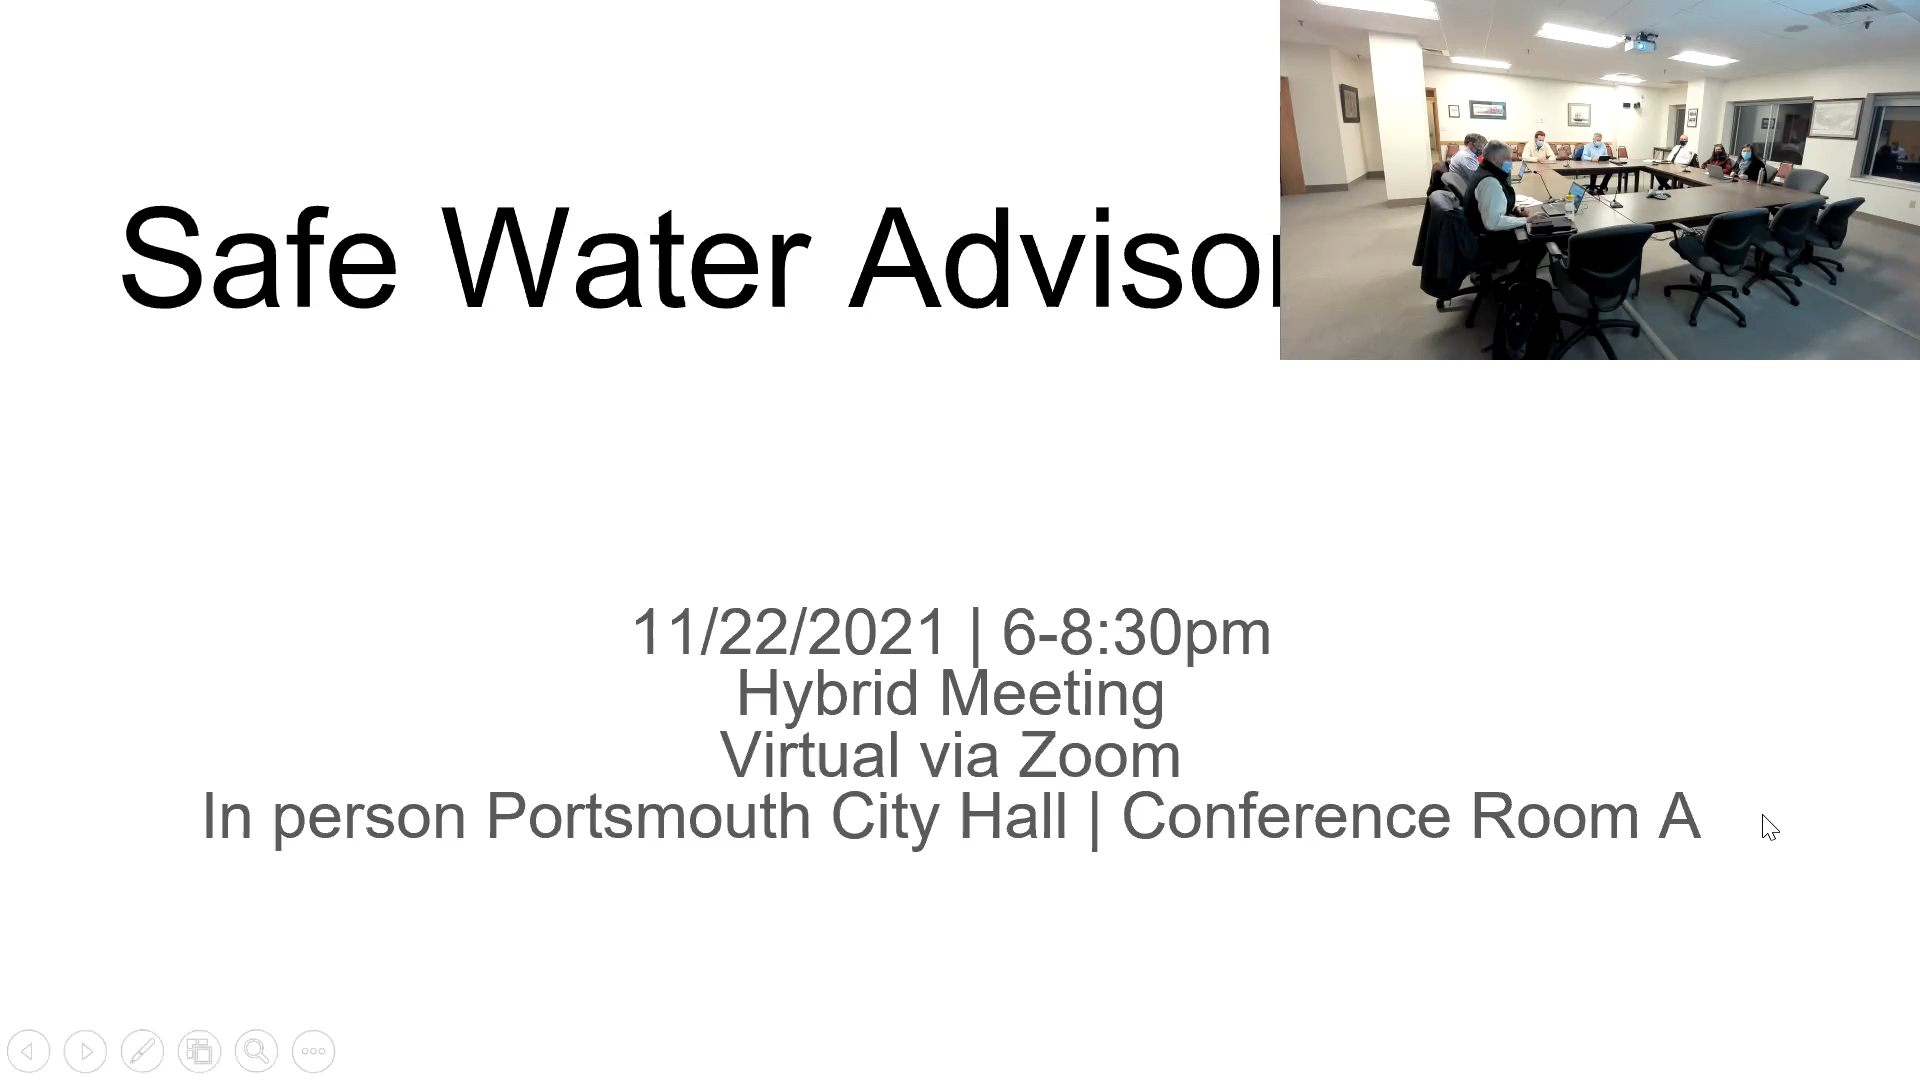 Safe Water Advisor
11/22/2021 | 6-8:30pm
Hybrid Meeting
Virtual via Zoom
In person Portsmouth City Hall | Conference Room A